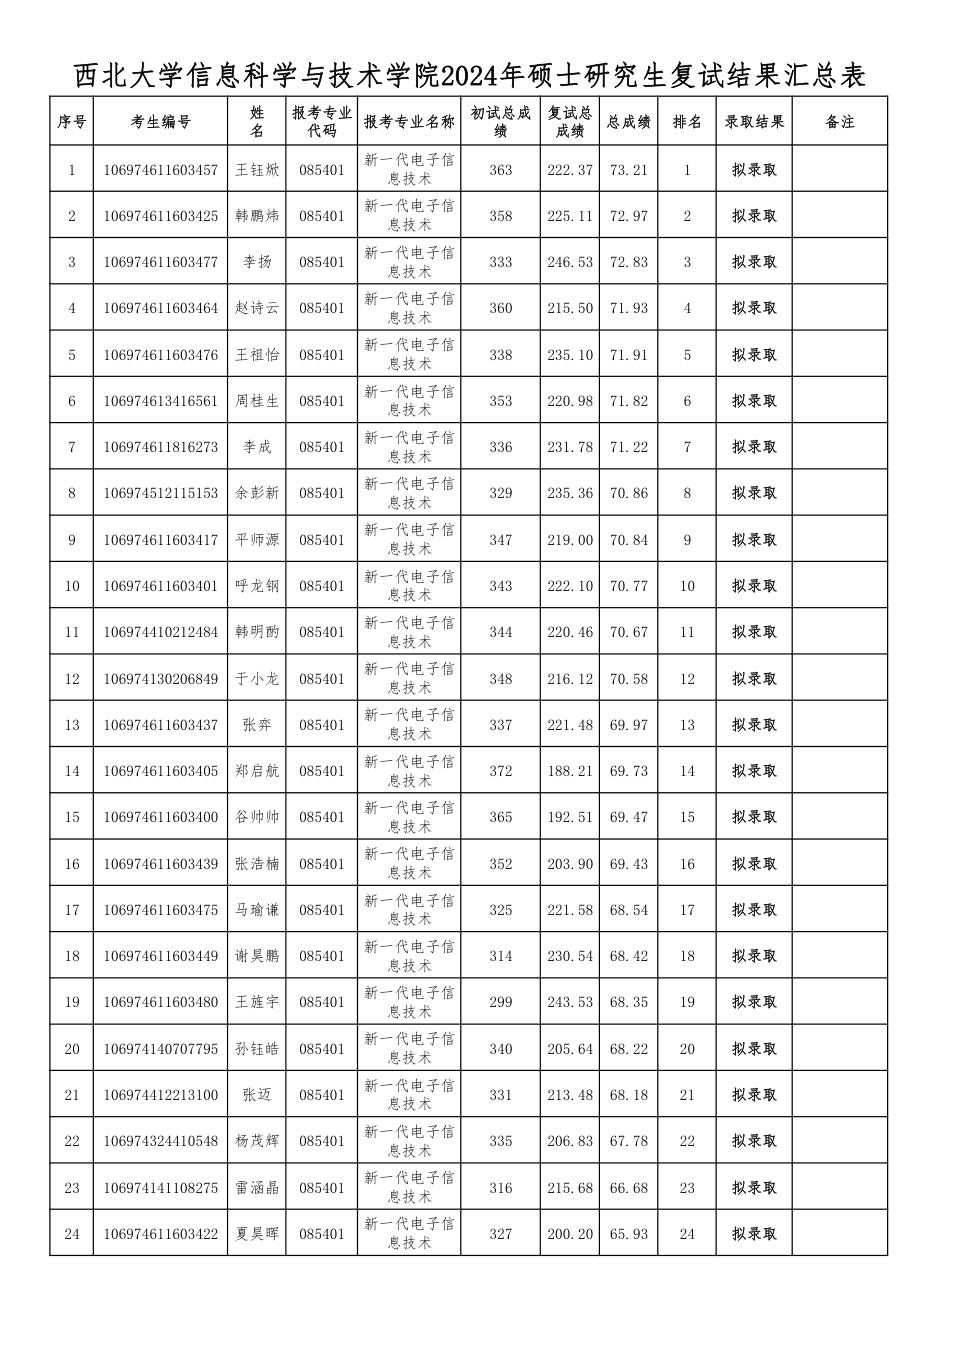 西北大学信息科学与技术学院2024年硕士研究生复试结果汇总表
序号 考生编号 姓名 报考专业代码 报考专业名称 初试总成绩 复试总成绩 总成绩 排名 录取结果 备注
1 106974611603457 王钰焮 085401 新一代电子信息技术 363 222.37 73.21 1 拟录取
2 106974611603425 韩鹏炜 085401 新一代电子信息技术 358 225.11 72.97 2 拟录取
3 106974611603477 李扬 085401 新一代电子信息技术 333 246.53 72.83 3 拟录取
4 106974611603464 赵诗云 085401 新一代电子信息技术 360 215.50 71.93 4 拟录取
5 106974611603476 王祖怡 085401 新一代电子信息技术 338 235.10 71.91 5 拟录取
6 106974613416561 周桂生 085401 新一代电子信息技术 353 220.98 71.82 6 拟录取
7 106974611816273 李成 085401 新一代电子信息技术 336 231.78 71.22 7 拟录取
8 106974512115153 余彭新 085401 新一代电子信息技术 329 235.36 70.86 8 拟录取
9 106974611603417 平师源 085401 新一代电子信息技术 347 219.00 70.84 9 拟录取
10 106974611603401 呼龙钢 085401 新一代电子信息技术 343 222.10 70.77 10 拟录取
11 106974410212484 韩明酌 085401 新一代电子信息技术 344 220.46 70.67 11 拟录取
12 106974130206849 于小龙 085401 新一代电子信息技术 348 216.12 70.58 12 拟录取
13 106974611603437 张弈 085401 新一代电子信息技术 337 221.48 69.97 13 拟录取
14 106974611603405 郑启航 085401 新一代电子信息技术 372 188.21 69.73 14 拟录取
15 106974611603400 谷帅帅 085401 新一代电子信息技术 365 192.51 69.47 15 拟录取
16 106974611603439 张浩楠 085401 新一代电子信息技术 352 203.90 69.43 16 拟录取
17 106974611603475 马瑜谦 085401 新一代电子信息技术 325 221.58 68.54 17 拟录取
18 106974611603449 谢昊鹏 085401 新一代电子信息技术 314 230.54 68.42 18 拟录取
19 106974611603480 王旌宇 085401 新一代电子信息技术 299 243.53 68.35 19 拟录取
20 106974140707795 孙钰皓 085401 新一代电子信息技术 340 205.64 68.22 20 拟录取
21 106974412213100 张迈 085401 新一代电子信息技术 331 213.48 68.18 21 拟录取
22 106974324410548 杨茂辉 085401 新一代电子信息技术 335 206.83 67.78 22 拟录取
23 106974141108275 雷涵晶 085401 新一代电子信息技术 316 215.68 66.68 23 拟录取
24 106974611603422 夏昊晖 085401 新一代电子信息技术 327 200.20 65.93 24 拟录取